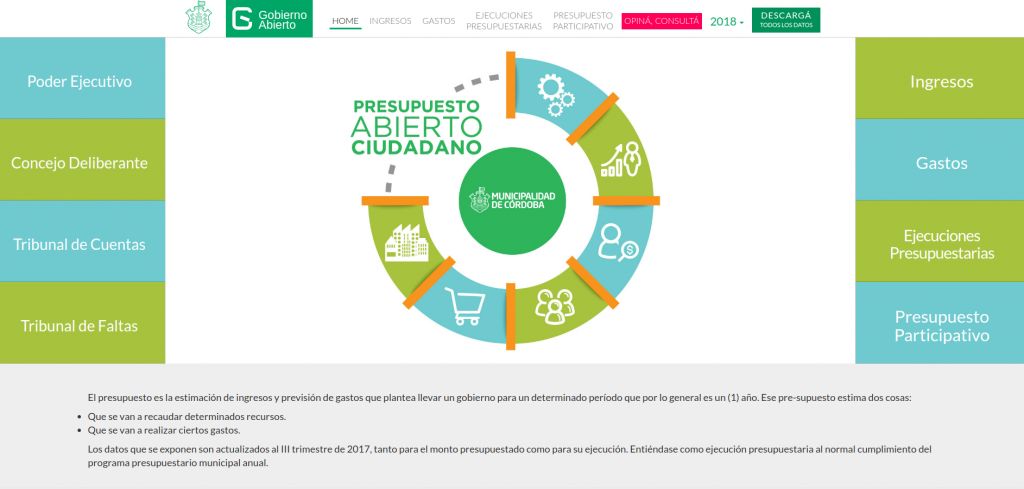 Gobierno
Abierto
HOME
INGRESOS
GASTOS
EJECUCIONES
PRESUPUESTARIAS
PRESUPUESTO
PARTICIPATIVO
OPINÁ, CONSULTÁ
2018
DESCARGÁ
TODOS LOS DATOS
Poder Ejecutivo
Concejo Deliberante
Tribunal de Cuentas
Tribunal de Faltas
PRESUPUESTO
ABIERTO
CIUDADANO
MUNICIPALIDAD
DE CÓRDOBA
Ingresos
Gastos
Ejecuciones
Presupuestarias
Presupuesto
Participativo
El presupuesto es la estimación de ingresos y previsión de gastos que plantea llevar un gobierno para un determinado período que por lo general es un (1) año. Ese pre-supuesto estima dos cosas:
Que se van a recaudar determinados recursos.
Que se van a realizar ciertos gastos.
Los datos que se exponen son actualizados al III trimestre de 2017, tanto para el monto presupuestado como para su ejecución. Entiéndase como ejecución presupuestaria al normal cumplimiento del
programa presupuestario municipal anual.